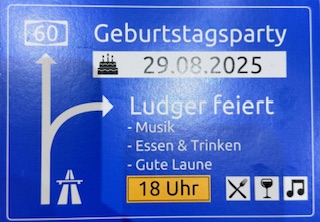 60
Geburtstagsparty
29.08.2025
Ludger feiert
- Musik
- Essen & Trinken
- Gute Laune
18 Uhr